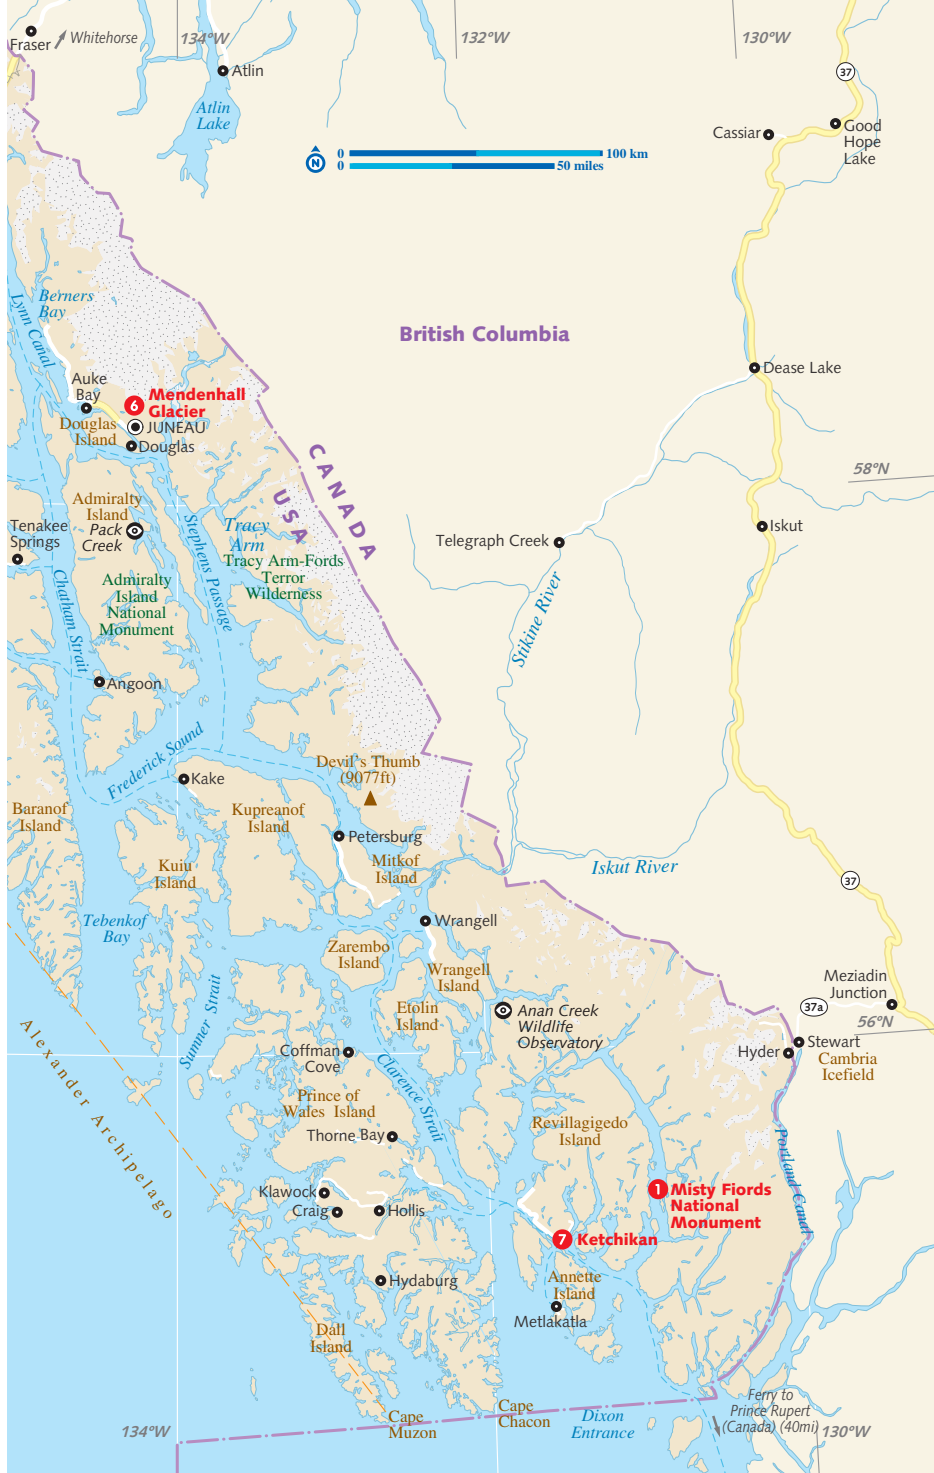 Fraser
Whitehorse
134°W
132°W
130°W
Atlin
Atlin
Lake
37
Cassiar
Good
Hope
Lake
N
0
100 km
0
50 miles
Berners
Bay
Lynn Canal
British Columbia
Dease Lake
Auke
Bay
6
Mendenhall
Glacier
JUNEAU
Douglas
Island
Douglas
CANADA
USA
58°N
Admiralty
Island
Pack
Creek
Tenakee
Springs
Tracy
Arm
Stephens Passage
Tracy Arm-Fords
Terror
Wilderness
Telegraph Creek
Iskut
Admiralty
Island
National
Monument
Chatham Strait
Stikine River
Angoon
Frederick Sound
Kake
Devil's Thumb
(9077ft)
Baranof
Island
Kupreanof
Island
Petersburg
Mitkof
Island
Kuiu
Island
Iskut River
37
Tebenkof
Bay
Wrangell
Zarembo
Island
Wrangell
Island
Etolin
Island
Anan Creek
Wildlife
Observatory
Meziadin
Junction
37a
56°N
Stewart
Hyder
Cambria
Icefield
Sumner Strait
Alexander Archipelago
Coffman
Cove
Clarence Strait
Prince of
Wales Island
Thorne Bay
Revillagigedo
Island
Portland Canal
Klawock
Craig
Hollis
1
Misty Fiords
National
Monument
7
Ketchikan
Hydaburg
Annette
Island
Metlakatla
Dall
Island
Cape
Muzon
Cape
Chacon
Dixon
Entrance
Ferry to
Prince Rupert
(Canada) (40mi)
134°W
130°W